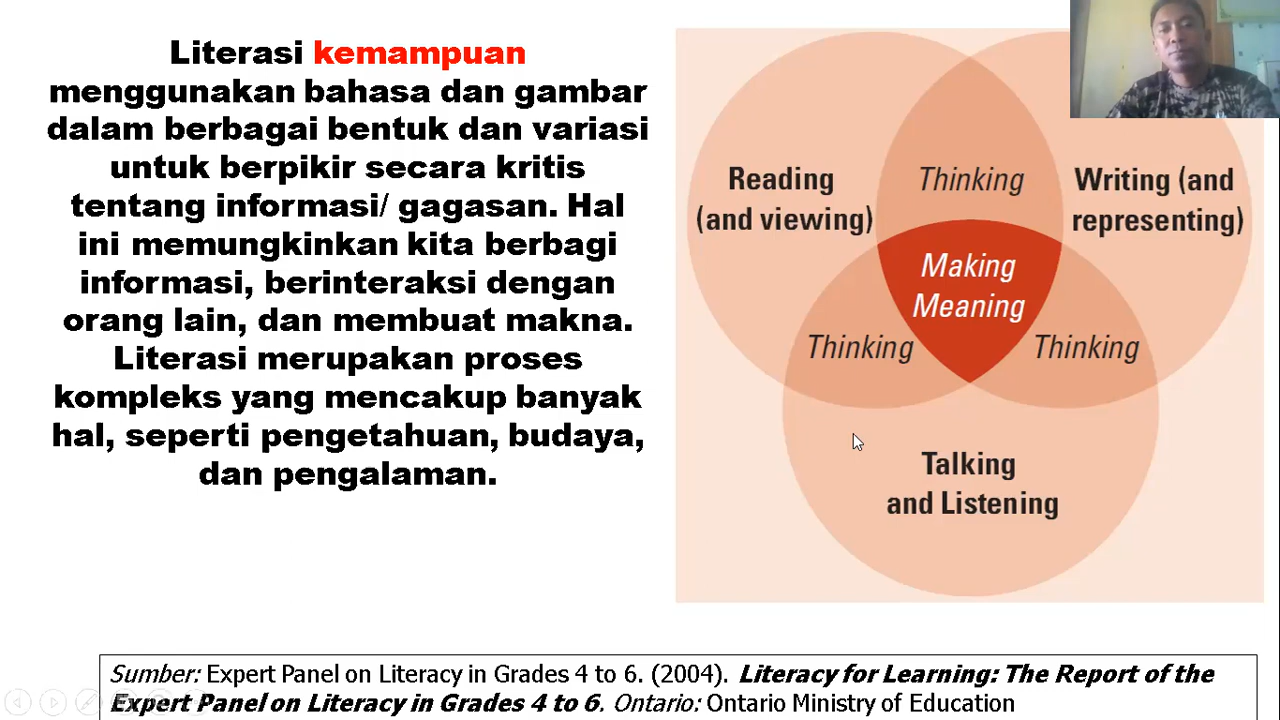 Literasi kemampuan
menggunakan bahasa dan gambar
dalam berbagai bentuk dan variasi
untuk berpikir secara kritis
tentang informasi/ gagasan. Hal
ini memungkinkan kita berbagi
informasi, berinteraksi dengan
orang lain, dan membuat makna.
Literasi merupakan proses
kompleks yang mencakup banyak
hal, seperti pengetahuan, budaya,
dan pengalaman.
Reading
(and viewing)
Thinking
Writing (and
representing)
Making
Meaning
Thinking
Thinking
Talking
and Listening
Sumber: Expert Panel on Literacy in Grades 4 to 6. (2004). Literacy for Learning: The Report of the
Expert Panel on Literacy in Grades 4 to 6. Ontario: Ontario Ministry of Education